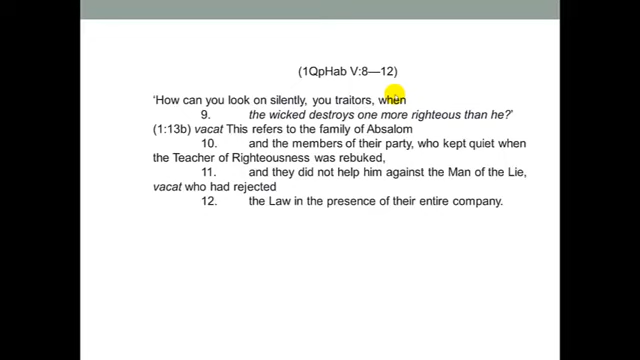 (1QpHab V:8—12)
‘How can you look on silently, you traitors, when
9. the wicked destroys one more righteous than he?’
(1:13b) vacat This refers to the family of Absalom
10. and the members of their party, who kept quiet when
the Teacher of Righteousness was rebuked,
11. and they did not help him against the Man of the Lie,
vacat who had rejected
12. the Law in the presence of their entire company.